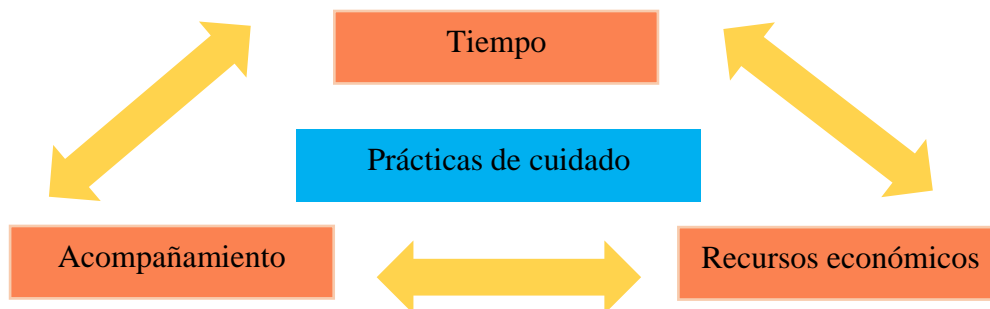 Tiempo
Prácticas de cuidado
Acompañamiento
Recursos económicos